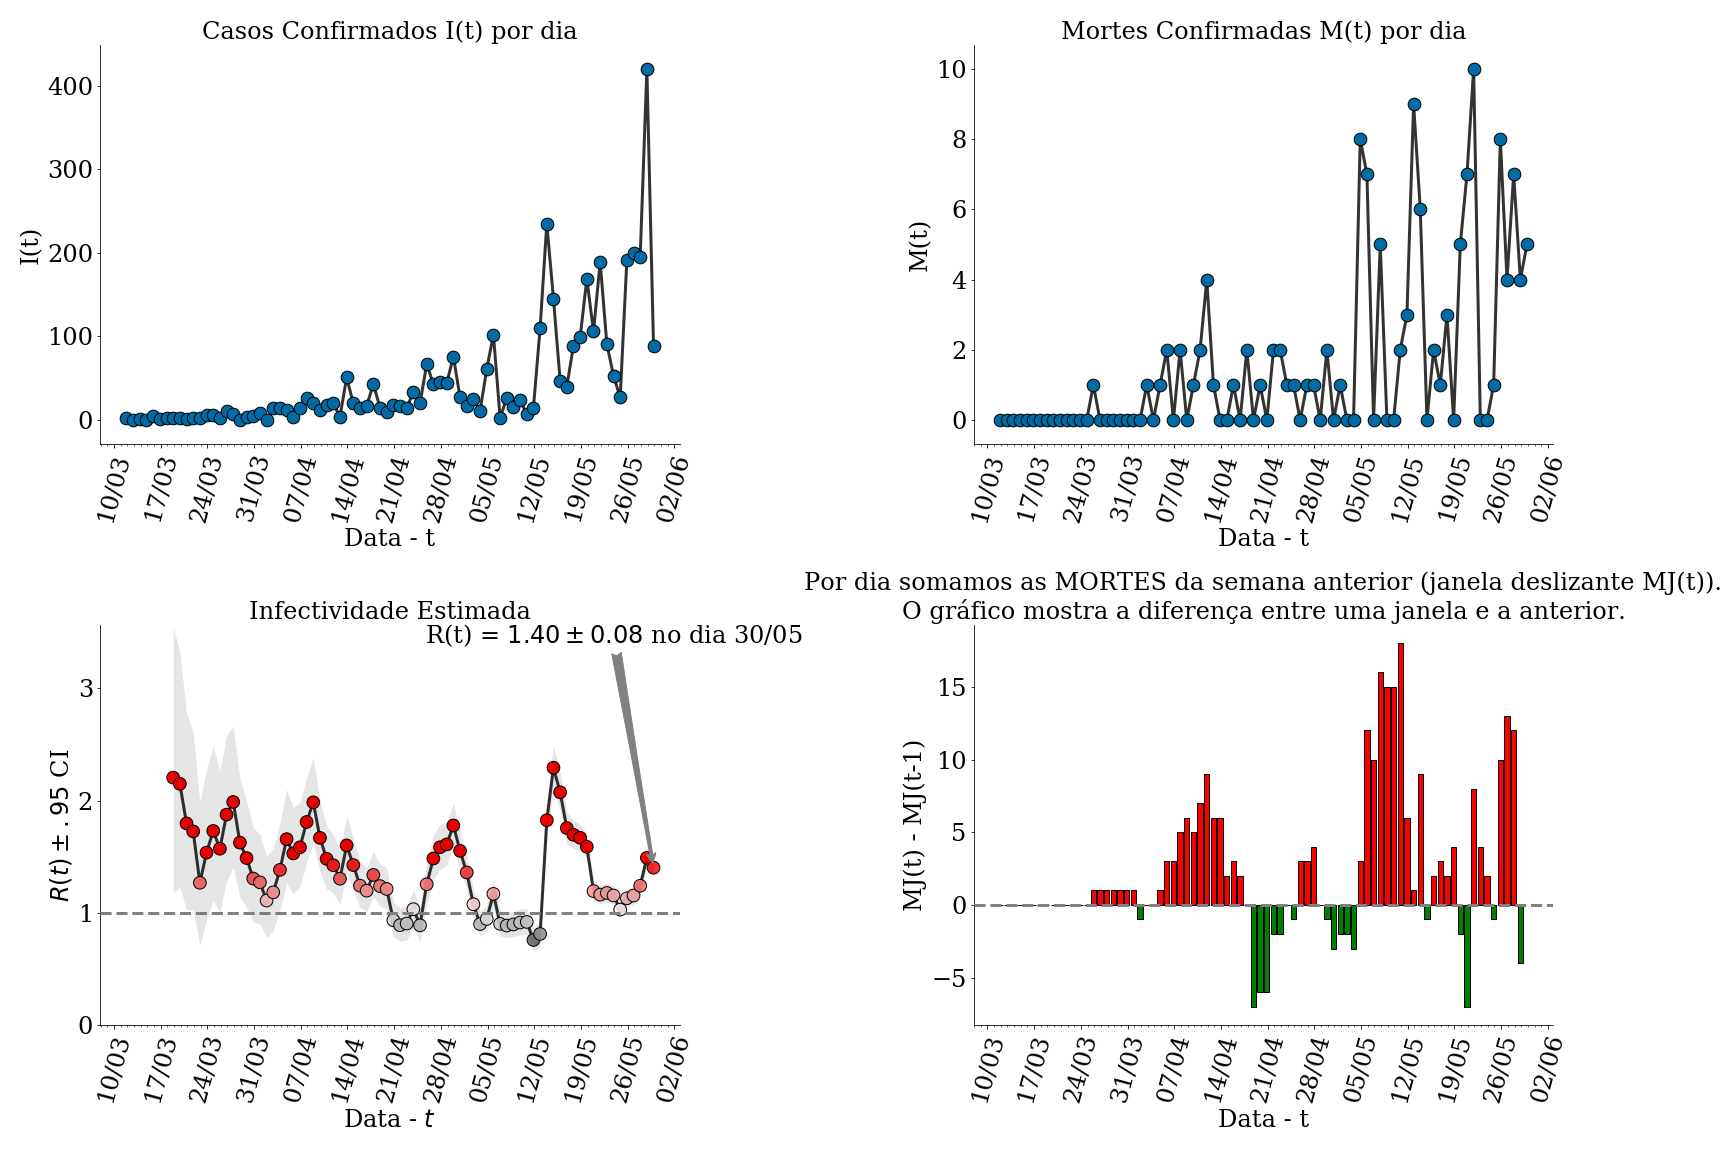 Casos Confirmados I(t) por dia
400
300
200
100
0
I(t)
10/03 17/03 24/03 31/03 07/04 14/04 21/04 28/04 05/05 12/05 19/05 26/05 02/06
Data - t
Mortes Confirmadas M(t) por dia
10
8
6
4
2
0
M(t)
10/03 17/03 24/03 31/03 07/04 14/04 21/04 28/04 05/05 12/05 19/05 26/05 02/06
Data - t
Infectividade Estimada
R(t) = 1.40 ± 0.08 no dia 30/05
3
2
1
0
R(t) ± .95 CI
10/03 17/03 24/03 31/03 07/04 14/04 21/04 28/04 05/05 12/05 19/05 26/05 02/06
Data - t
Por dia somamos as MORTES da semana anterior (janela deslizante MJ(t)).
O gráfico mostra a diferença entre uma janela e a anterior.
15
10
5
0
−5
MJ(t) - MJ(t-1)
10/03 17/03 24/03 31/03 07/04 14/04 21/04 28/04 05/05 12/05 19/05 26/05 02/06
Data - t